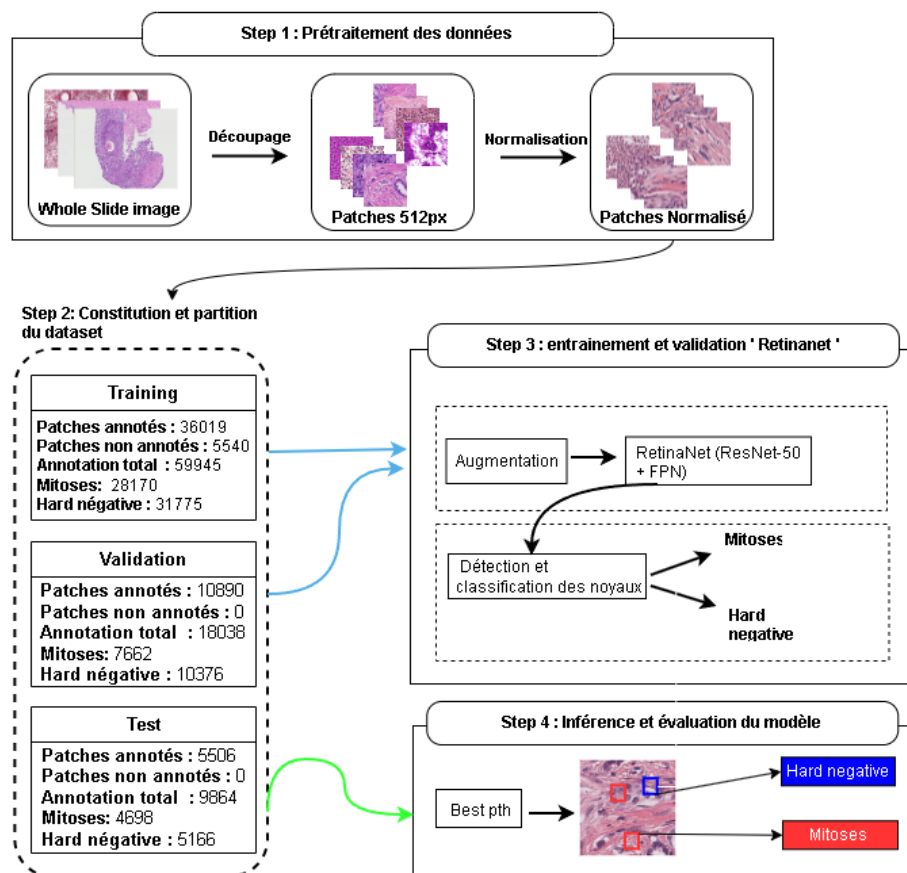 Step 1 : Prétraitement des données
Découpage
Normalisation
Whole Slide image
Patches 512px
Patches Normalisé
Step 2: Constitution et partition
du dataset
Training
Patches annotés : 36019
Patches non annotés : 5540
Annotation total : 59945
Mitoses: 28170
Hard négative : 31775
Validation
Patches annotés : 10890
Patches non annotés : 0
Annotation total : 18038
Mitoses: 7662
Hard négative : 10376
Test
Patches annotés : 5506
Patches non annotés : 0
Annotation total : 9864
Mitoses: 4698
Hard négative : 5166
Step 3 : entrainement et validation ' Retinanet '
Augmentation
RetinaNet (ResNet-50
+ FPN)
Détection et
classification des noyaux
Mitoses
Hard
negative
Step 4 : Inférence et évaluation du modèle
Best pth
Hard negative
Mitoses